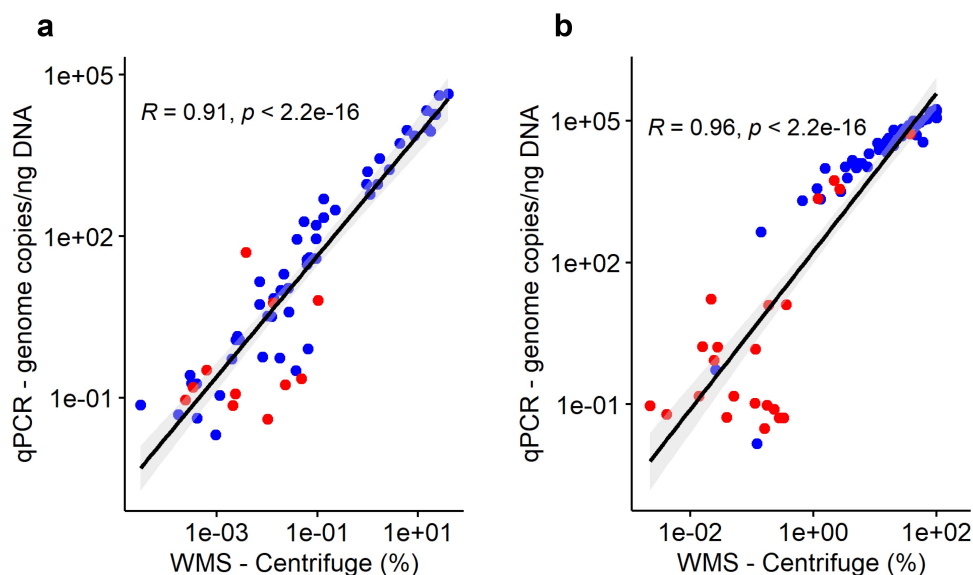 a
qPCR - genome copies/ng DNA
1e+05
1e+02
1e-01
R = 0.91, p < 2.2e-16
1e-03
1e-01
1e+01
WMS - Centrifuge (%)
b
qPCR - genome copies/ng DNA
1e+05
1e+02
1e-01
R = 0.96, p < 2.2e-16
1e-02
1e+00
1e+02
WMS - Centrifuge (%)